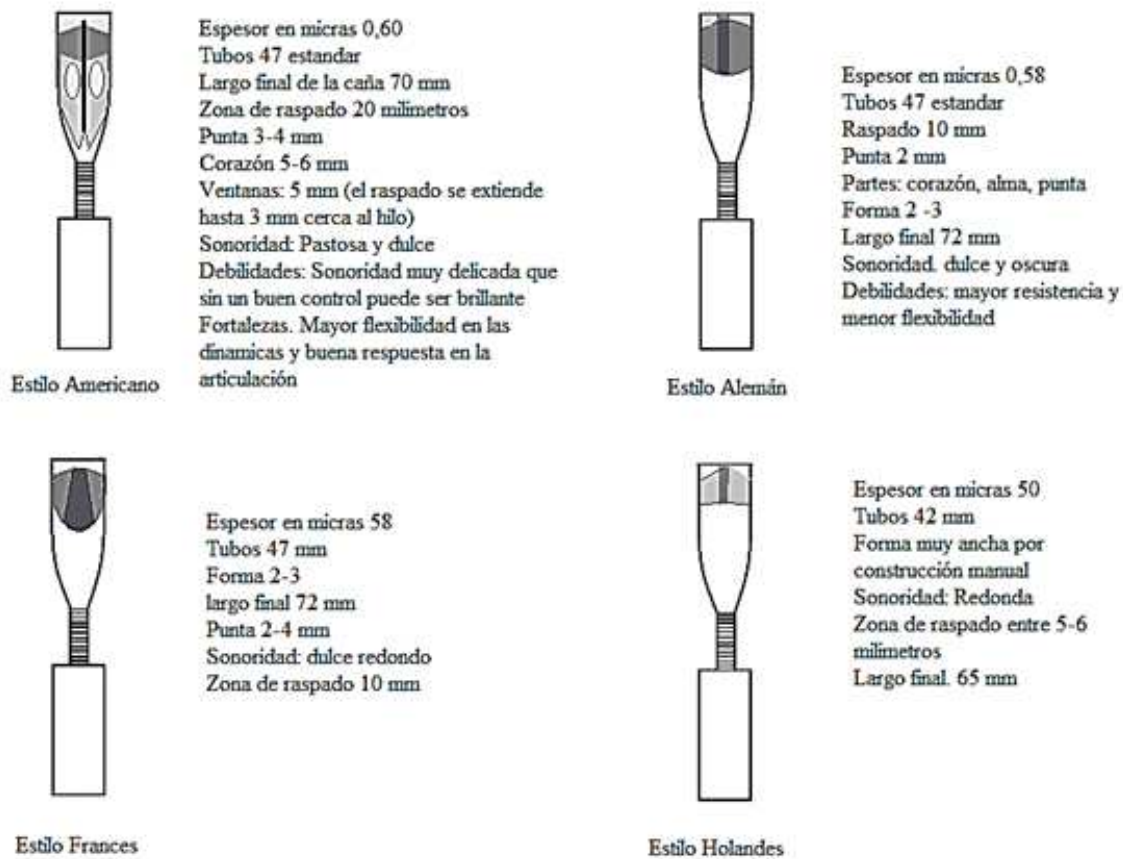 Espesor en micras 0,60
Tubos 47 estandar
Largo final de la caña 70 mm
Zona de raspado 20 milimetros
Punta 3-4 mm
Corazón 5-6 mm
Ventanas: 5 mm (el raspado se extiende
hasta 3 mm cerca al hilo)
Sonoridad: Pastosa y dulce
Debilidades: Sonoridad muy delicada que
sin un buen control puede ser brillante
Fortalezas. Mayor flexibilidad en las
dinamicas y buena respuesta en la
articulación
Estilo Americano
Espesor en micras 0,58
Tubos 47 estandar
Raspado 10 mm
Punta 2 mm
Partes: corazón, alma, punta
Forma 2 -3
Largo final 72 mm
Sonoridad. dulce y oscura
Debilidades: mayor resistencia y
menor flexibilidad
Estilo Alemán
Espesor en micras 58
Tubos 47 mm
Forma 2-3
largo final 72 mm
Punta 2-4 mm
Sonoridad: dulce redondo
Zona de raspado 10 mm
Estilo Frances
Espesor en micras 50
Tubos 42 mm
Forma muy ancha por
construcción manual
Sonoridad: Redonda
Zona de raspado entre 5-6
milimetros
Largo final. 65 mm
Estilo Holandes